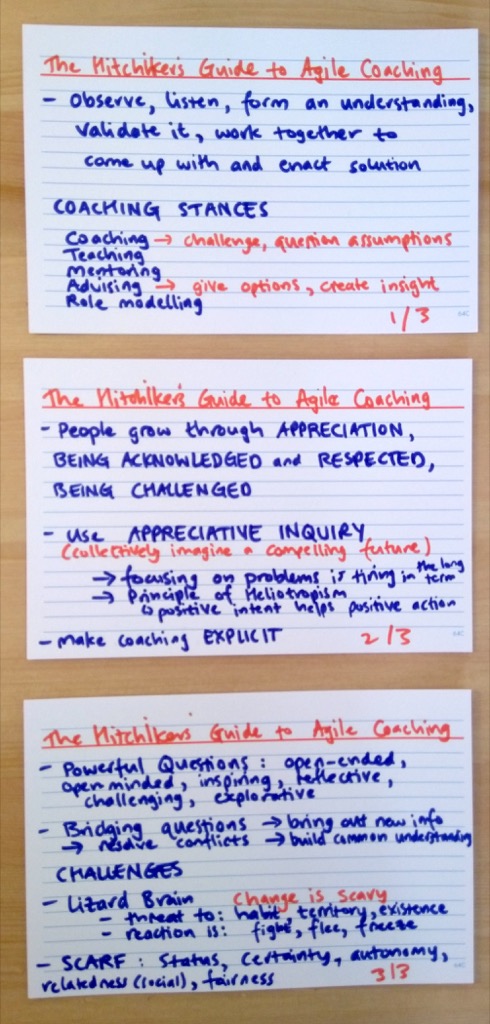 The Hitchiker's Guide to Agile Coaching
- Observe, listen, form an understanding,
validate it, work together to
come up with and enact solution
COACHING STANCES
Coaching → challenge, question assumptions
Teaching
Mentoring
Advising → give options, create insight
Role modelling
1/3
The Hitchiker's Guide to Agile Coaching
- People grow through APPRECIATION,
BEING ACKNOWLEDGED and RESPECTED,
BEING CHALLENGED
- Use APPRECIATIVE INQUIRY
(collectively imagine a compelling future)
→ focusing on problems is tiring in the long term
→ Principle of Heliotropism
↳ positive intent helps positive action
- Make coaching EXPLICIT
2/3
The Hitchikers Guide to Agile Coaching
- Powerful Questions: open-ended,
open minded, inspiring, reflective,
challenging, explorative
- Bridging questions → bring out new info
→ resolve conflicts → build common understanding
CHALLENGES
- Lizard Brain Change is scary
- threat to: habit, territory, existence
- reaction is: fight, flee, freeze
- SCARF: Status, Certainty, autonomy,
relatedness (social), fairness
3/3